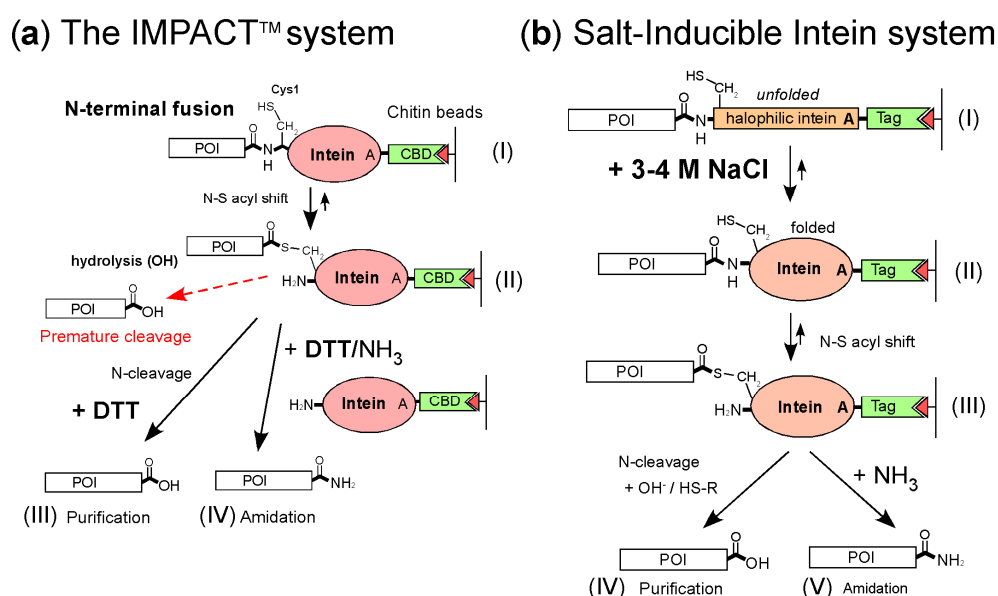 (a) The IMPACT™ system
N-terminal fusion
Cys1
HS
CH2
Chitin beads
POI
O
N
H
Intein
A
CBD
(I)
N-S acyl shift
POI
O
S
CH2
H2N
Intein
A
CBD
(II)
hydrolysis (OH)
POI
O
OH
Premature cleavage
N-cleavage
+ DTT
+ DTT/NH3
H2N
Intein
A
CBD
POI
O
OH
POI
O
NH2
(III) Purification
(IV) Amidation
(b) Salt-Inducible Intein system
HS
CH2
unfolded
POI
O
N
H
halophilic intein A
Tag
(I)
+ 3-4 M NaCl
HS
CH2
folded
POI
O
N
H
Intein
A
Tag
(II)
N-S acyl shift
POI
O
S
CH2
H2N
Intein
A
Tag
(III)
N-cleavage
+ OH- / HS-R
+ NH3
POI
O
OH
POI
O
NH2
(IV) Purification
(V) Amidation